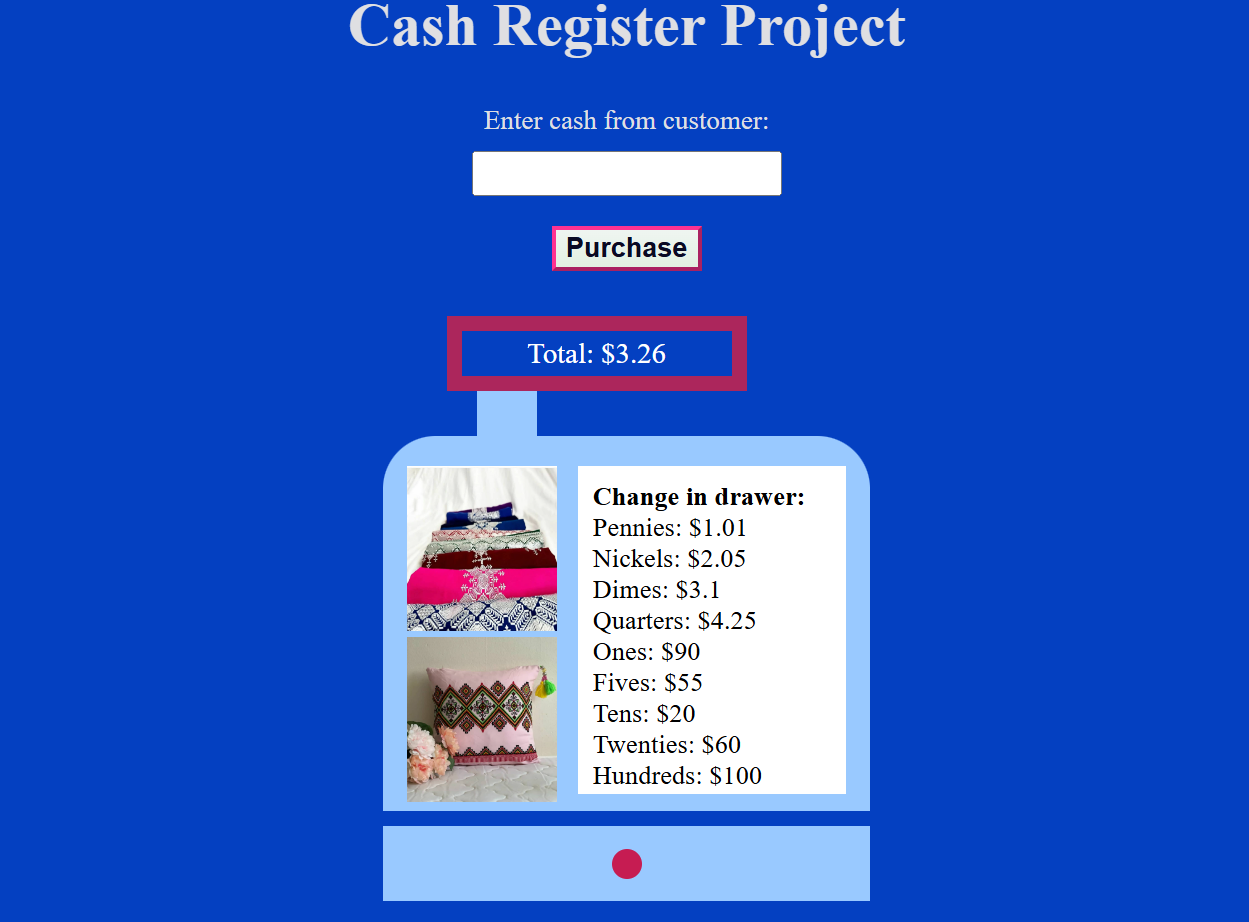 Cash Register Project
Enter cash from customer:
Purchase
Total: $3.26
Change in drawer:
Pennies: $1.01
Nickels: $2.05
Dimes: $3.1
Quarters: $4.25
Ones: $90
Fives: $55
Tens: $20
Twenties: $60
Hundreds: $100